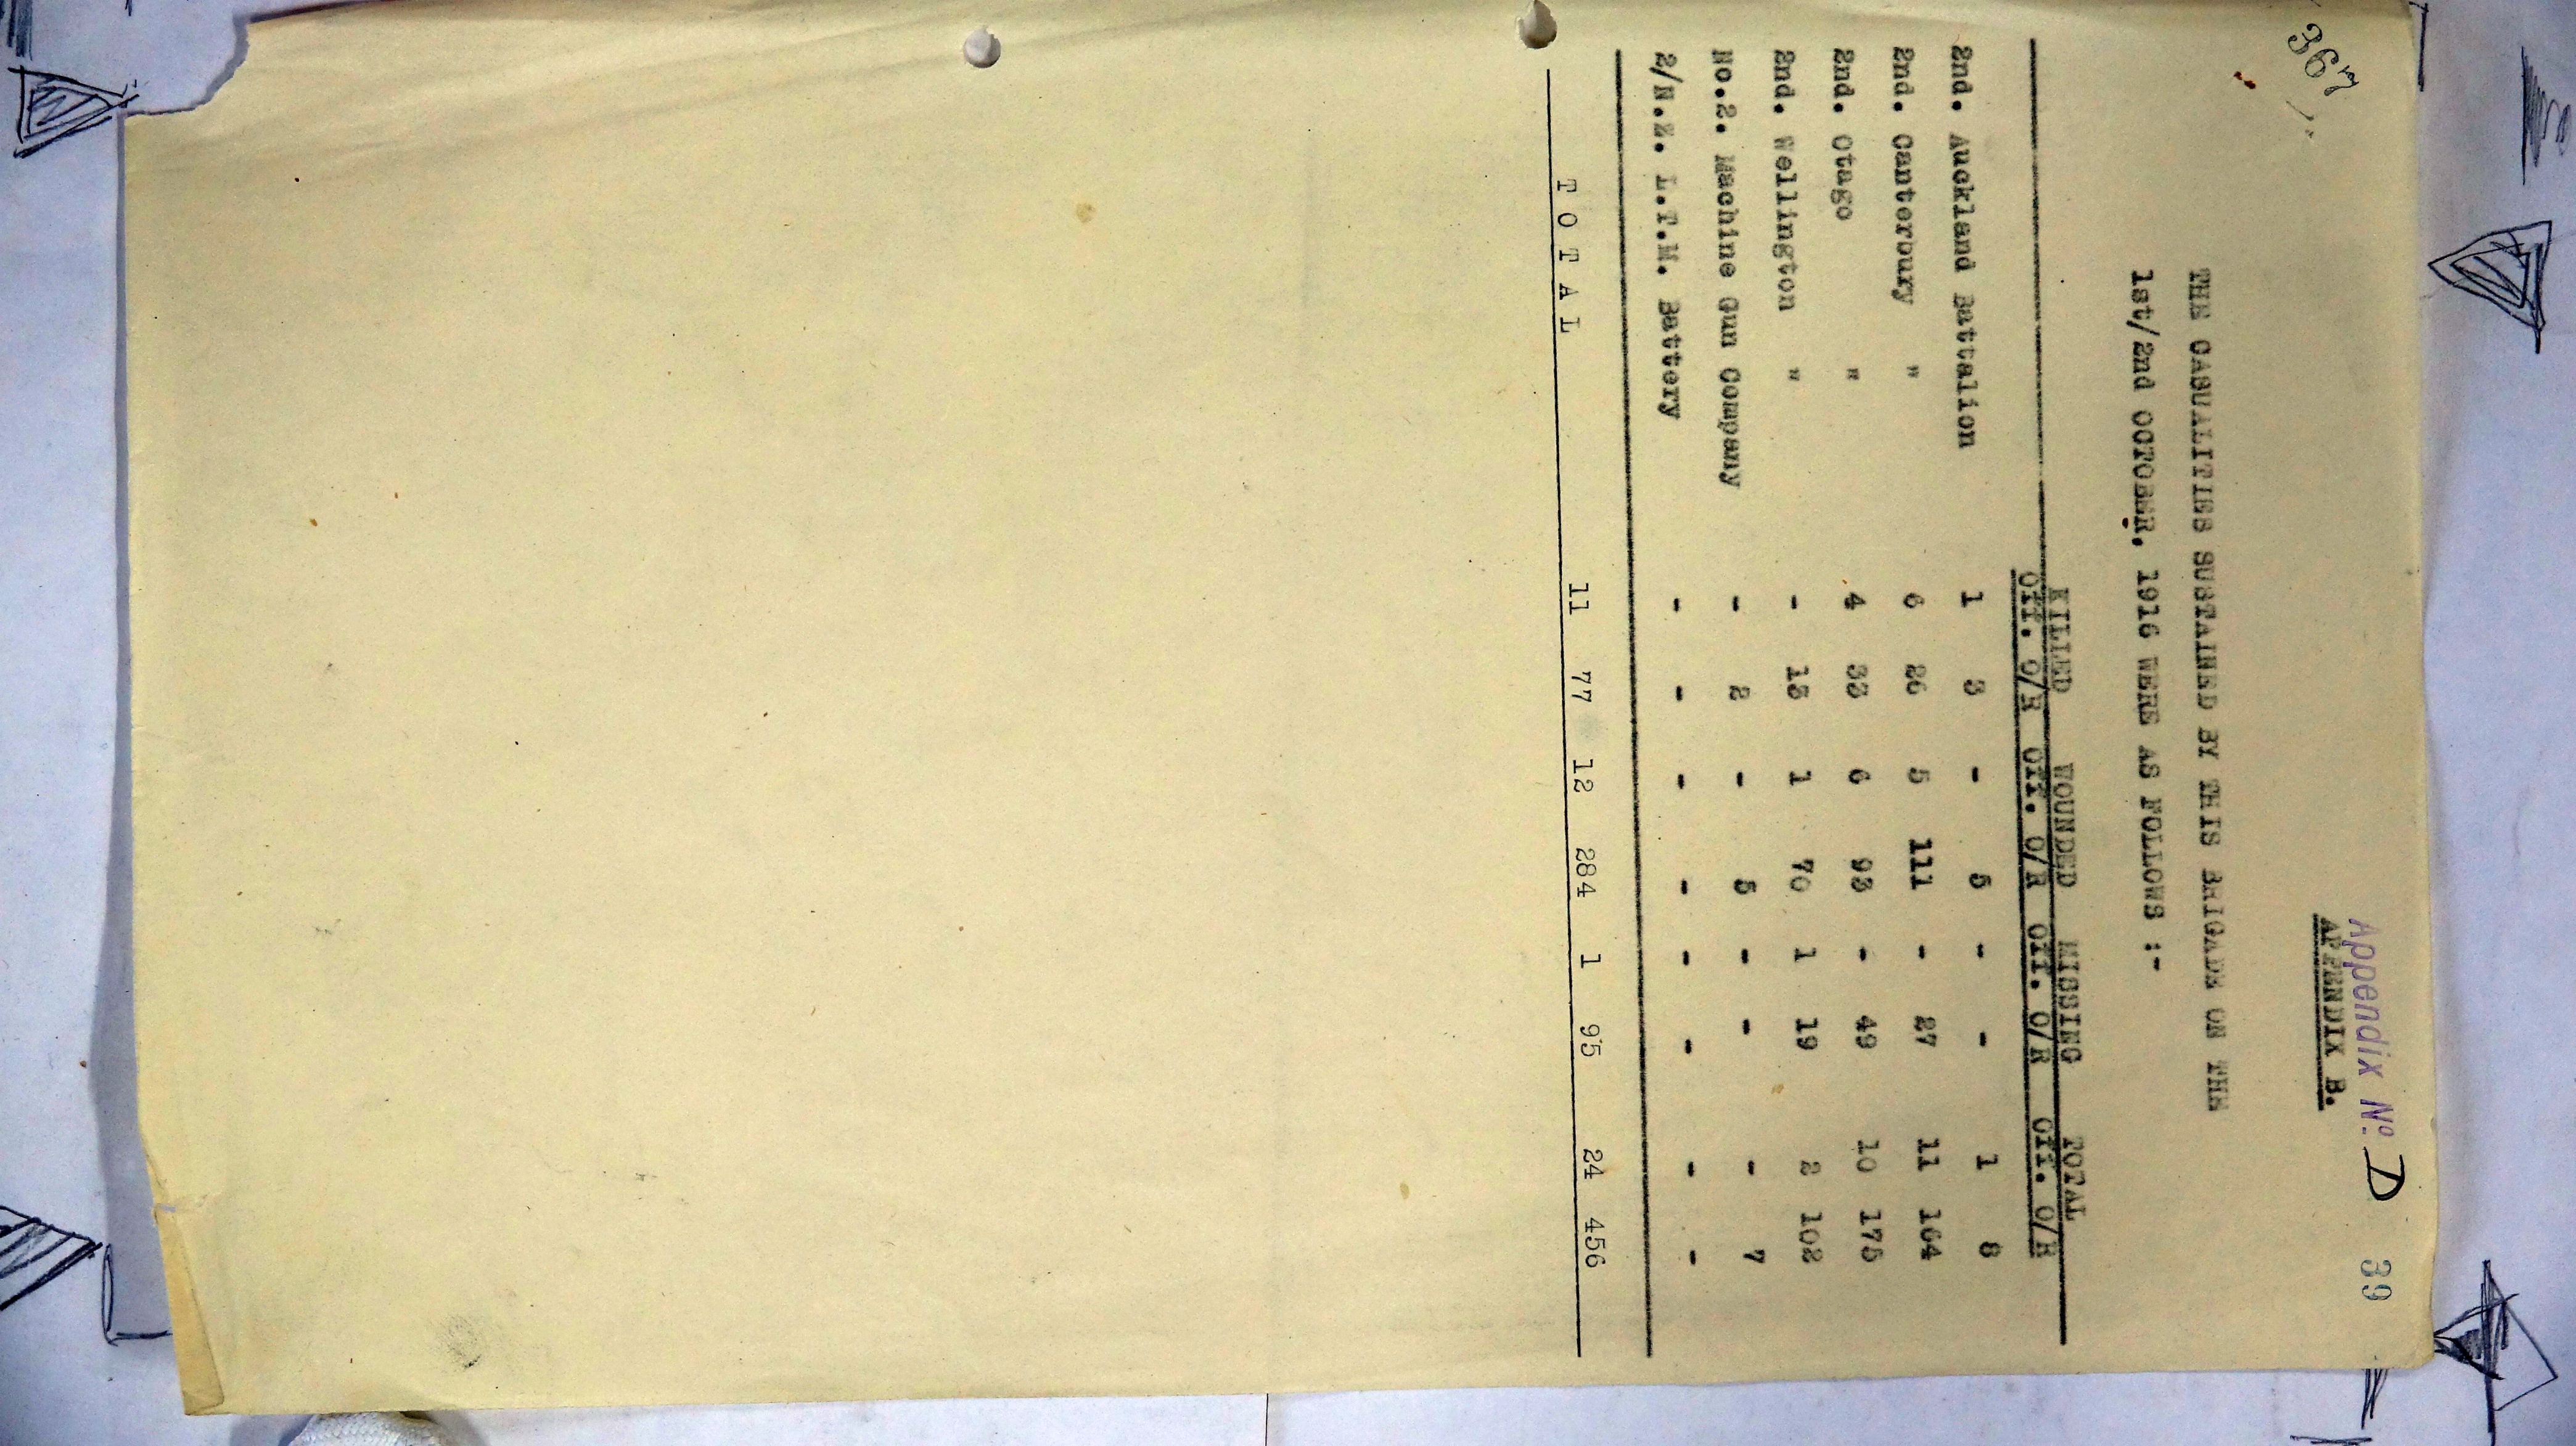 367
Appendix Nº. D 39
APPENDIX B.
THE CASUALITIES SUSTAINED BY THIS BRIGADE ON THE
1st/2nd OCTOBER, 1916 WERE AS FOLLOWS :-
KILLED WOUNDED MISSING TOTAL
Off. O/R Off. O/R Off. O/R Off. O/R
2nd. Auckland Battalion 1 3 - 5 - - 1 8
2nd. Canterbury " 6 26 5 111 - 27 11 164
2nd. Otago " 4 33 6 93 - 49 10 175
2nd. Wellington " - 13 1 70 1 19 2 102
No.2. Machine Gun Company - 2 - 5 - - - 7
2/N.Z. L.T.M. Battery - - - - - - - -
T O T A L 11 77 12 284 1 95 24 456